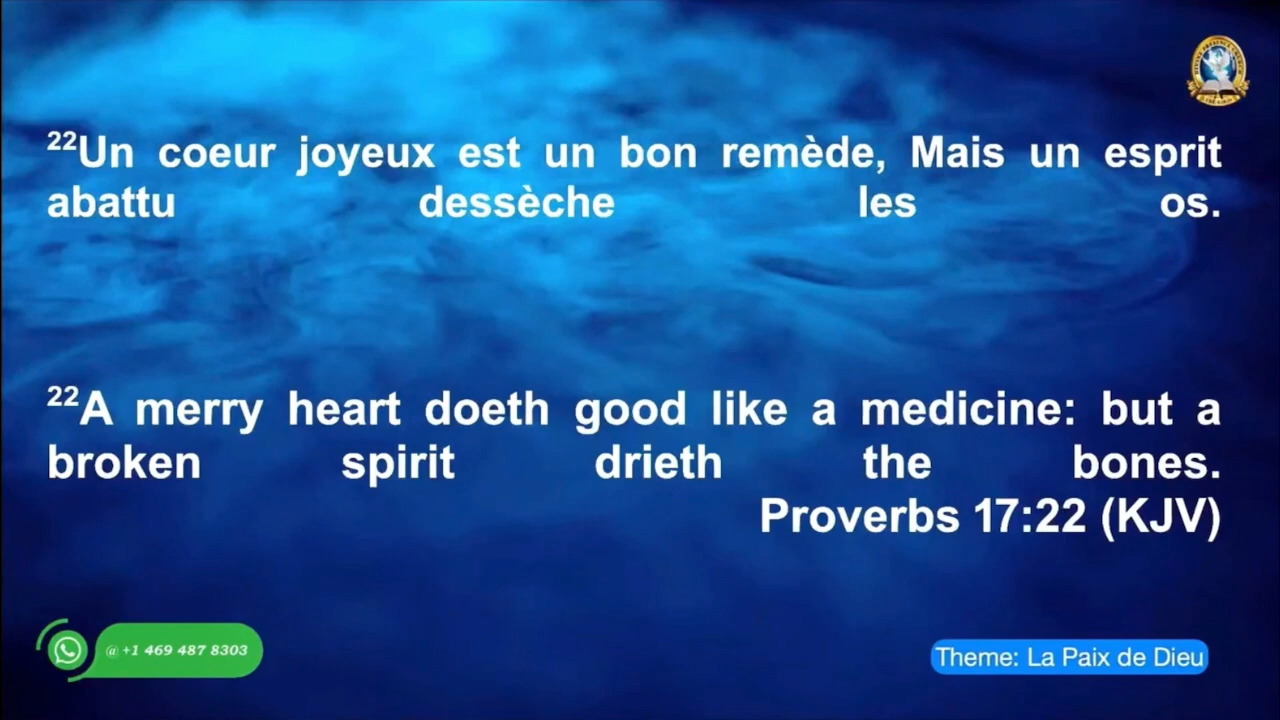 22Un coeur joyeux est un bon remède, Mais un esprit
abattu dessèche les os.
22A merry heart doeth good like a medicine: but a
broken spirit drieth the bones.
Proverbs 17:22 (KJV)
@ +1 469 487 8303
Theme: La Paix de Dieu